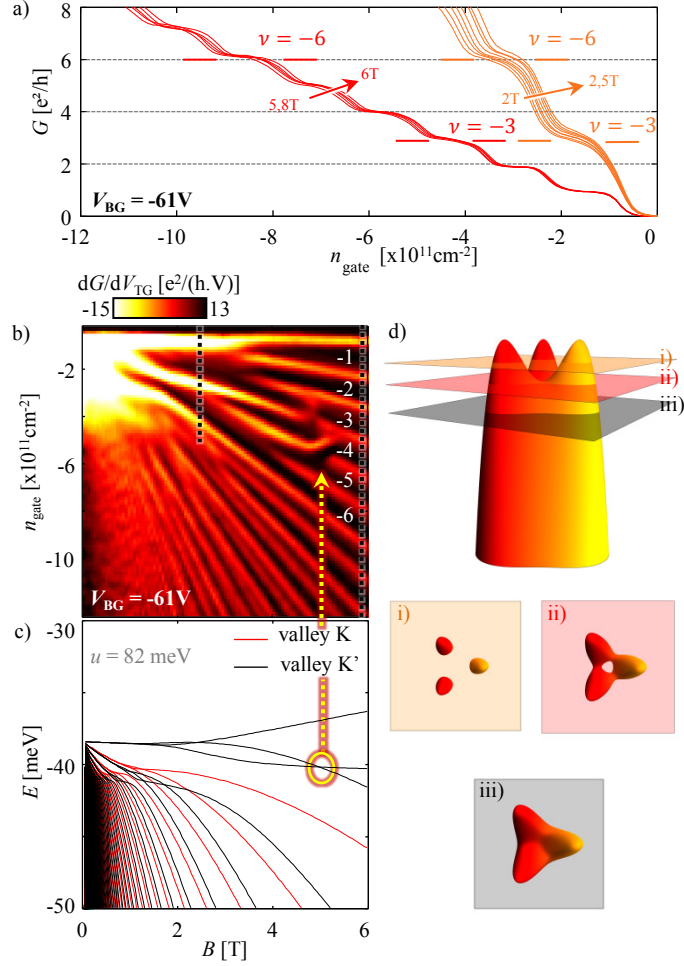 a)
8
6
4
2
0
G [e²/h]
ν = −6
ν = −6
6T
5,8T
2,5T
2T
ν = −3
ν = −3
V_BG = -61V
-12
-10
-8
-6
-4
-2
0
n_gate [x10¹¹cm⁻²]
dG/dV_TG [e²/(h.V)]
-15
13
b)
-2
-6
-10
n_gate [x10¹¹cm⁻²]
-1
-2
-3
-4
-5
-6
V_BG = -61V
c)
-30
-40
-50
E [meV]
u = 82 meV
valley K
valley K'
0
2
4
6
B [T]
d)
i)
ii)
iii)
i)
ii)
iii)